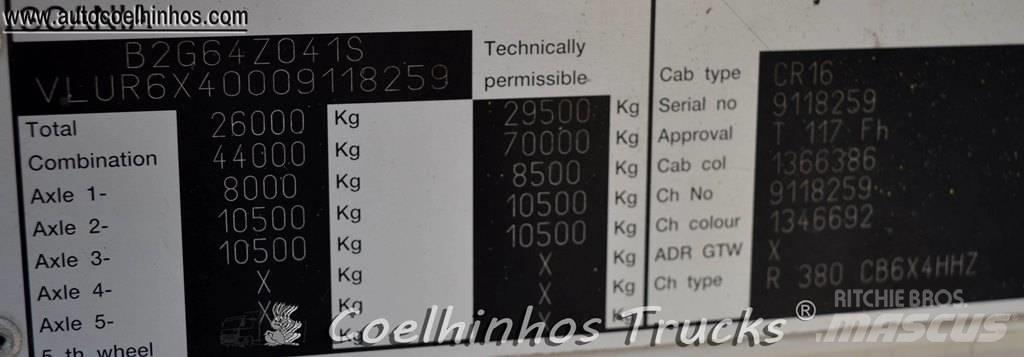 www.autocoelhinhos.com
SCANIA
B2G64Z041S
VLUR6X40009118259
Technically
permissible
Total 26000 Kg 29500 Kg
Combination 44000 Kg 70000 Kg
Axle 1- 8000 Kg 8500 Kg
Axle 2- 10500 Kg 10500 Kg
Axle 3- 10500 Kg 10500 Kg
Axle 4- X Kg X Kg
Axle 5- X Kg X Kg
5 th wheel Kg X Kg
Cab type CR16
Serial no 9118259
Approval T 117 Fh
Cab col 1366386
Ch No 9118259
Ch colour 1346692
ADR GTW X
Ch type R 380 CB6X4HHZ
Coelhinhos Trucks ®
RITCHIE BROS.
MASCUS